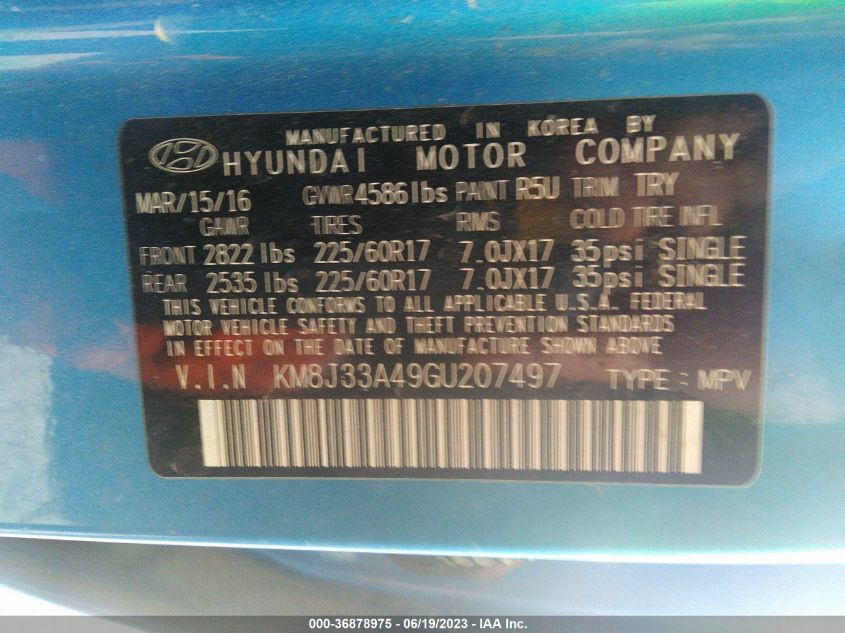 MANUFACTURED IN KOREA BY
HYUNDAI MOTOR COMPANY
MAR/15/16 GVWR 4586 lbs PAINT R5U TRIM TRY
GAWR TIRES RMS COLD TIRE INFL
FRONT 2822 lbs 225/60R17 7.0JX17 35psi SINGLE
REAR 2535 lbs 225/60R17 7.0JX17 35psi SINGLE
THIS VEHICLE CONFORMS TO ALL APPLICABLE U.S.A. FEDERAL
MOTOR VEHICLE SAFETY AND THEFT PREVENTION STANDARDS
IN EFFECT ON THE DATE OF MANUFACTURE SHOWN ABOVE.
V.I.N KM8J33A49GU207497 TYPE : MPV
000-36878975 - 06/19/2023 - IAA Inc.